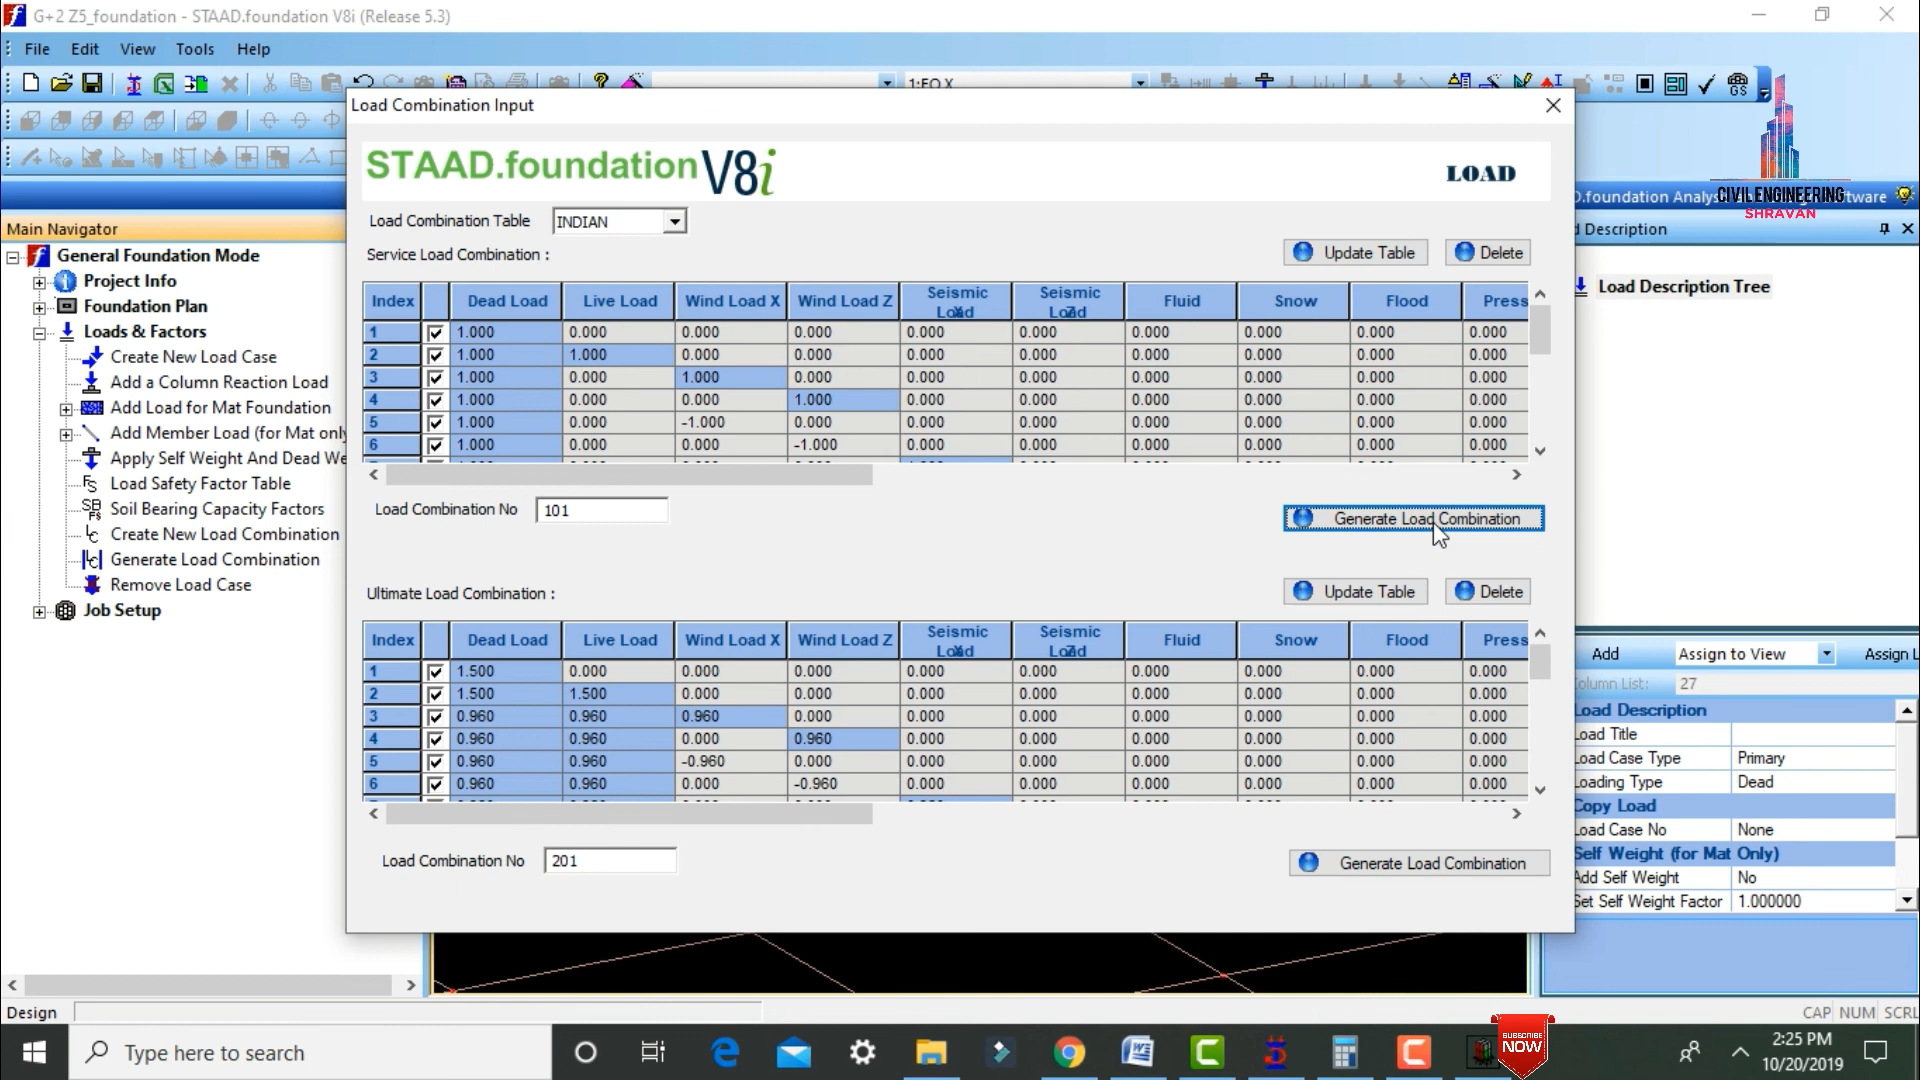 G+2 Z5_foundation - STAAD.foundation V8i (Release 5.3)
File Edit View Tools Help
1:EQ X
GS
Load Combination Input
STAAD.foundationV8i
LOAD
CIVIL ENGINEERING
SHRAVAN
D.foundation Analys tware
Load Combination Table INDIAN
Service Load Combination :
Update Table Delete
Index Dead Load Live Load Wind Load X Wind Load Z Seismic Load X Seismic Load Z Fluid Snow Flood Press
1 1.000 0.000 0.000 0.000 0.000 0.000 0.000 0.000 0.000 0.000
2 1.000 1.000 0.000 0.000 0.000 0.000 0.000 0.000 0.000 0.000
3 1.000 0.000 1.000 0.000 0.000 0.000 0.000 0.000 0.000 0.000
4 1.000 0.000 0.000 1.000 0.000 0.000 0.000 0.000 0.000 0.000
5 1.000 0.000 -1.000 0.000 0.000 0.000 0.000 0.000 0.000 0.000
6 1.000 0.000 0.000 -1.000 0.000 0.000 0.000 0.000 0.000 0.000
Load Combination No 101
Generate Load Combination
Ultimate Load Combination :
Update Table Delete
Index Dead Load Live Load Wind Load X Wind Load Z Seismic Load X Seismic Load Z Fluid Snow Flood Press
1 1.500 0.000 0.000 0.000 0.000 0.000 0.000 0.000 0.000 0.000
2 1.500 1.500 0.000 0.000 0.000 0.000 0.000 0.000 0.000 0.000
3 0.960 0.960 0.960 0.000 0.000 0.000 0.000 0.000 0.000 0.000
4 0.960 0.960 0.000 0.960 0.000 0.000 0.000 0.000 0.000 0.000
5 0.960 0.960 -0.960 0.000 0.000 0.000 0.000 0.000 0.000 0.000
6 0.960 0.960 0.000 -0.960 0.000 0.000 0.000 0.000 0.000 0.000
Load Combination No 201
Generate Load Combination
Main Navigator
General Foundation Mode
Project Info
Foundation Plan
Loads & Factors
Create New Load Case
Add a Column Reaction Load
Add Load for Mat Foundation
Add Member Load (for Mat only
Apply Self Weight And Dead We
Load Safety Factor Table
Soil Bearing Capacity Factors
Create New Load Combination
Generate Load Combination
Remove Load Case
Job Setup
d Description
Load Description Tree
Add Assign to View Assign L
olumn List: 27
Load Description
Load Title
Load Case Type Primary
Loading Type Dead
Copy Load
Load Case No None
Self Weight (for Mat Only)
Add Self Weight No
Set Self Weight Factor 1.000000
Design
CAP NUM SCRL
Type here to search
SUBSCRIBE
NOW
2:25 PM
10/20/2019